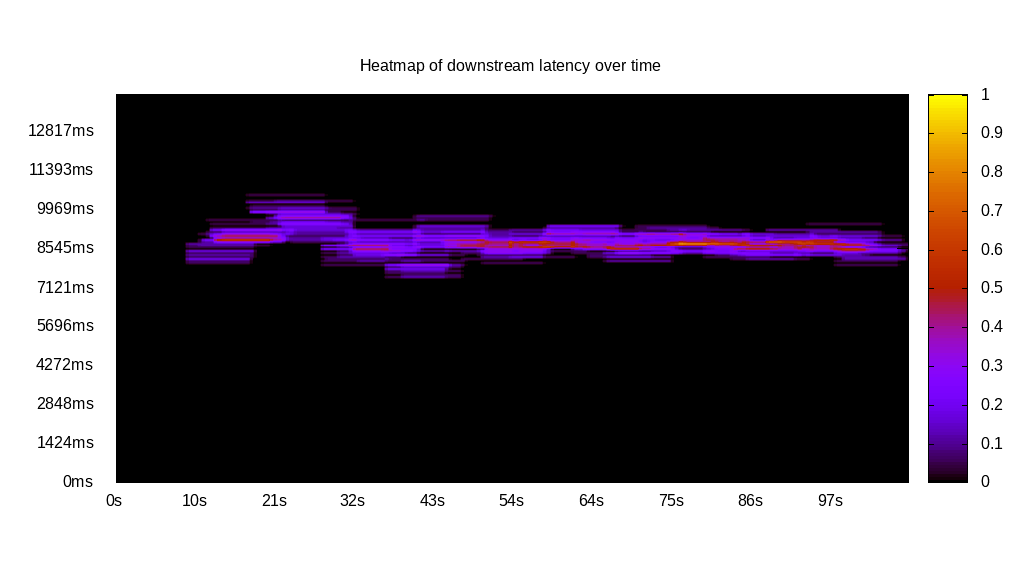 Heatmap of downstream latency over time
12817ms
11393ms
9969ms
8545ms
7121ms
5696ms
4272ms
2848ms
1424ms
0ms
0s 10s 21s 32s 43s 54s 64s 75s 86s 97s
1
0.9
0.8
0.7
0.6
0.5
0.4
0.3
0.2
0.1
0